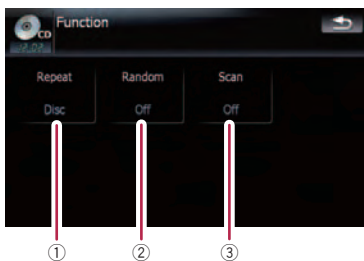 Function
CD
Repeat Random Scan
Disc Off Off
① ② ③